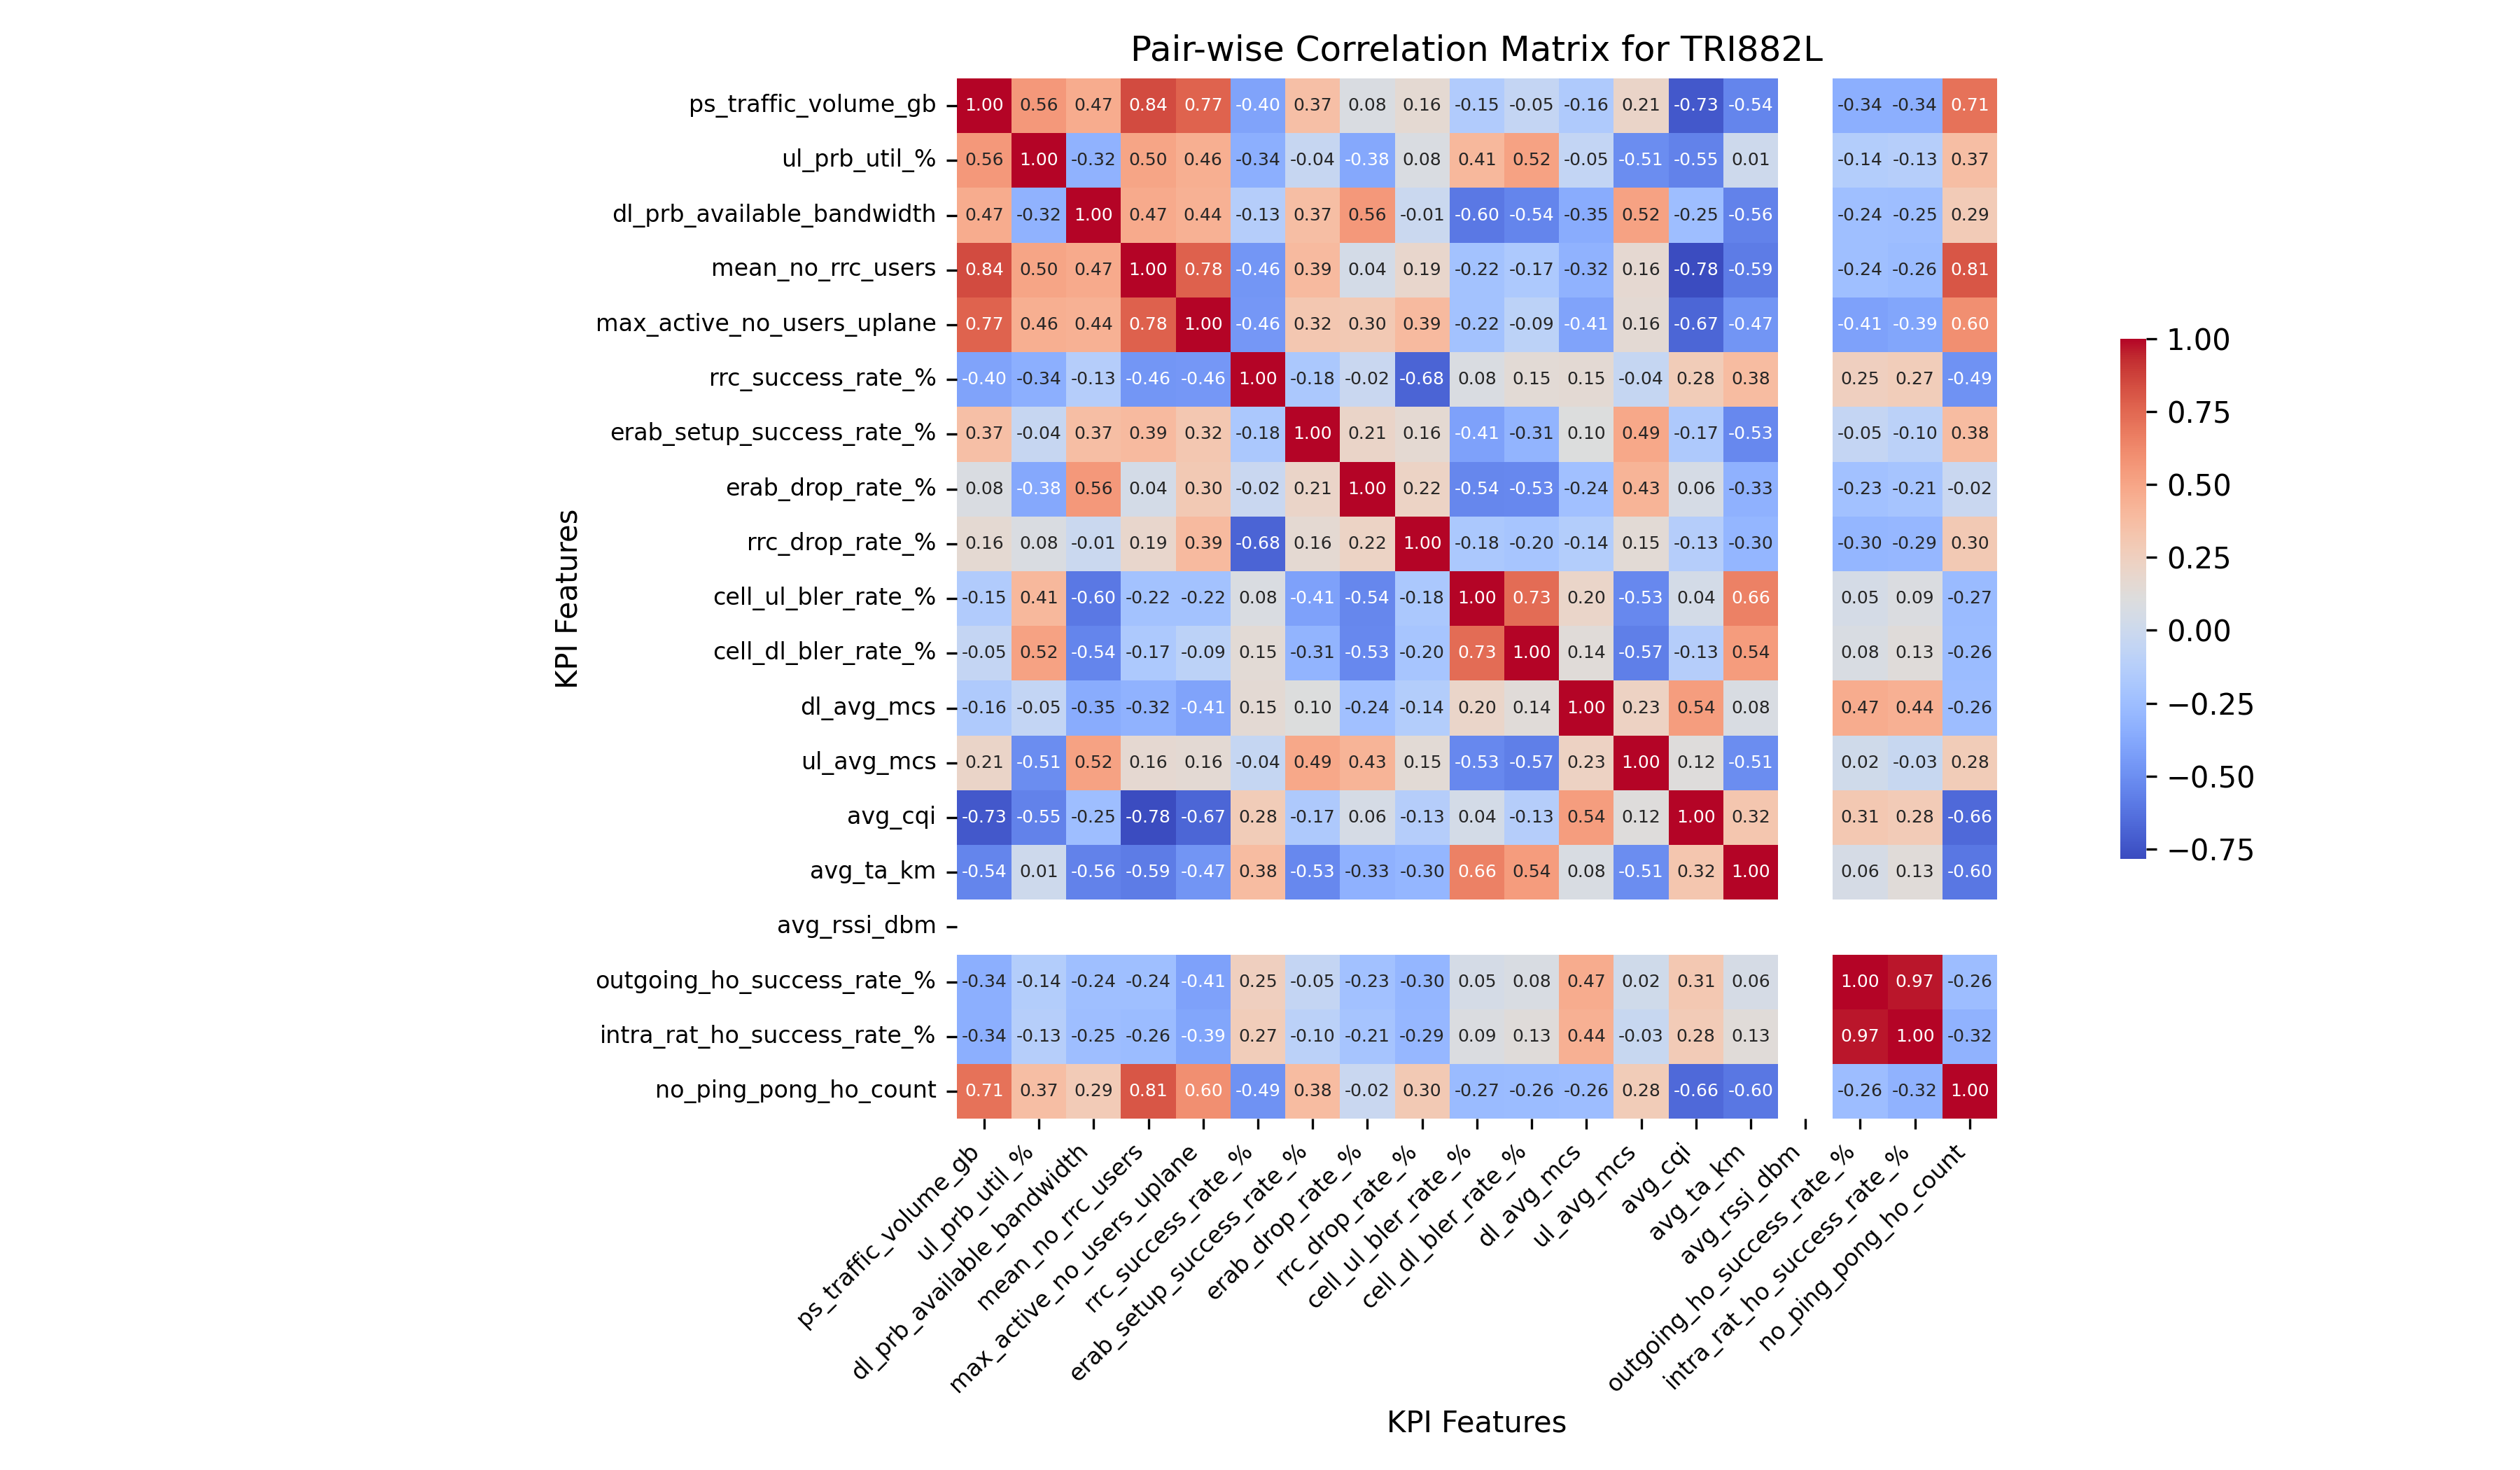 Pair-wise Correlation Matrix for TRI882L
ps_traffic_volume_gb 1.00 0.56 0.47 0.84 0.77 -0.40 0.37 0.08 0.16 -0.15 -0.05 -0.16 0.21 -0.73 -0.54 -0.34 -0.34 0.71
ul_prb_util_% 0.56 1.00 -0.32 0.50 0.46 -0.34 -0.04 -0.38 0.08 0.41 0.52 -0.05 -0.51 -0.55 0.01 -0.14 -0.13 0.37
dl_prb_available_bandwidth 0.47 -0.32 1.00 0.47 0.44 -0.13 0.37 0.56 -0.01 -0.60 -0.54 -0.35 0.52 -0.25 -0.56 -0.24 -0.25 0.29
mean_no_rrc_users 0.84 0.50 0.47 1.00 0.78 -0.46 0.39 0.04 0.19 -0.22 -0.17 -0.32 0.16 -0.78 -0.59 -0.24 -0.26 0.81
max_active_no_users_uplane 0.77 0.46 0.44 0.78 1.00 -0.46 0.32 0.30 0.39 -0.22 -0.09 -0.41 0.16 -0.67 -0.47 -0.41 -0.39 0.60
rrc_success_rate_% -0.40 -0.34 -0.13 -0.46 -0.46 1.00 -0.18 -0.02 -0.68 0.08 0.15 0.15 -0.04 0.28 0.38 0.25 0.27 -0.49
erab_setup_success_rate_% 0.37 -0.04 0.37 0.39 0.32 -0.18 1.00 0.21 0.16 -0.41 -0.31 0.10 0.49 -0.17 -0.53 -0.05 -0.10 0.38
erab_drop_rate_% 0.08 -0.38 0.56 0.04 0.30 -0.02 0.21 1.00 0.22 -0.54 -0.53 -0.24 0.43 0.06 -0.33 -0.23 -0.21 -0.02
rrc_drop_rate_% 0.16 0.08 -0.01 0.19 0.39 -0.68 0.16 0.22 1.00 -0.18 -0.20 -0.14 0.15 -0.13 -0.30 -0.30 -0.29 0.30
cell_ul_bler_rate_% -0.15 0.41 -0.60 -0.22 -0.22 0.08 -0.41 -0.54 -0.18 1.00 0.73 0.20 -0.53 0.04 0.66 0.05 0.09 -0.27
cell_dl_bler_rate_% -0.05 0.52 -0.54 -0.17 -0.09 0.15 -0.31 -0.53 -0.20 0.73 1.00 0.14 -0.57 -0.13 0.54 0.08 0.13 -0.26
dl_avg_mcs -0.16 -0.05 -0.35 -0.32 -0.41 0.15 0.10 -0.24 -0.14 0.20 0.14 1.00 0.23 0.54 0.08 0.47 0.44 -0.26
ul_avg_mcs 0.21 -0.51 0.52 0.16 0.16 -0.04 0.49 0.43 0.15 -0.53 -0.57 0.23 1.00 0.12 -0.51 0.02 -0.03 0.28
avg_cqi -0.73 -0.55 -0.25 -0.78 -0.67 0.28 -0.17 0.06 -0.13 0.04 -0.13 0.54 0.12 1.00 0.32 0.31 0.28 -0.66
avg_ta_km -0.54 0.01 -0.56 -0.59 -0.47 0.38 -0.53 -0.33 -0.30 0.66 0.54 0.08 -0.51 0.32 1.00 0.06 0.13 -0.60
avg_rssi_dbm
outgoing_ho_success_rate_% -0.34 -0.14 -0.24 -0.24 -0.41 0.25 -0.05 -0.23 -0.30 0.05 0.08 0.47 0.02 0.31 0.06 1.00 0.97 -0.26
intra_rat_ho_success_rate_% -0.34 -0.13 -0.25 -0.26 -0.39 0.27 -0.10 -0.21 -0.29 0.09 0.13 0.44 -0.03 0.28 0.13 0.97 1.00 -0.32
no_ping_pong_ho_count 0.71 0.37 0.29 0.81 0.60 -0.49 0.38 -0.02 0.30 -0.27 -0.26 -0.26 0.28 -0.66 -0.60 -0.26 -0.32 1.00
KPI Features
ps_traffic_volume_gb
ul_prb_util_%
dl_prb_available_bandwidth
mean_no_rrc_users
max_active_no_users_uplane
rrc_success_rate_%
erab_setup_success_rate_%
erab_drop_rate_%
rrc_drop_rate_%
cell_ul_bler_rate_%
cell_dl_bler_rate_%
dl_avg_mcs
ul_avg_mcs
avg_cqi
avg_ta_km
avg_rssi_dbm
outgoing_ho_success_rate_%
intra_rat_ho_success_rate_%
no_ping_pong_ho_count
KPI Features
1.00
0.75
0.50
0.25
0.00
−0.25
−0.50
−0.75